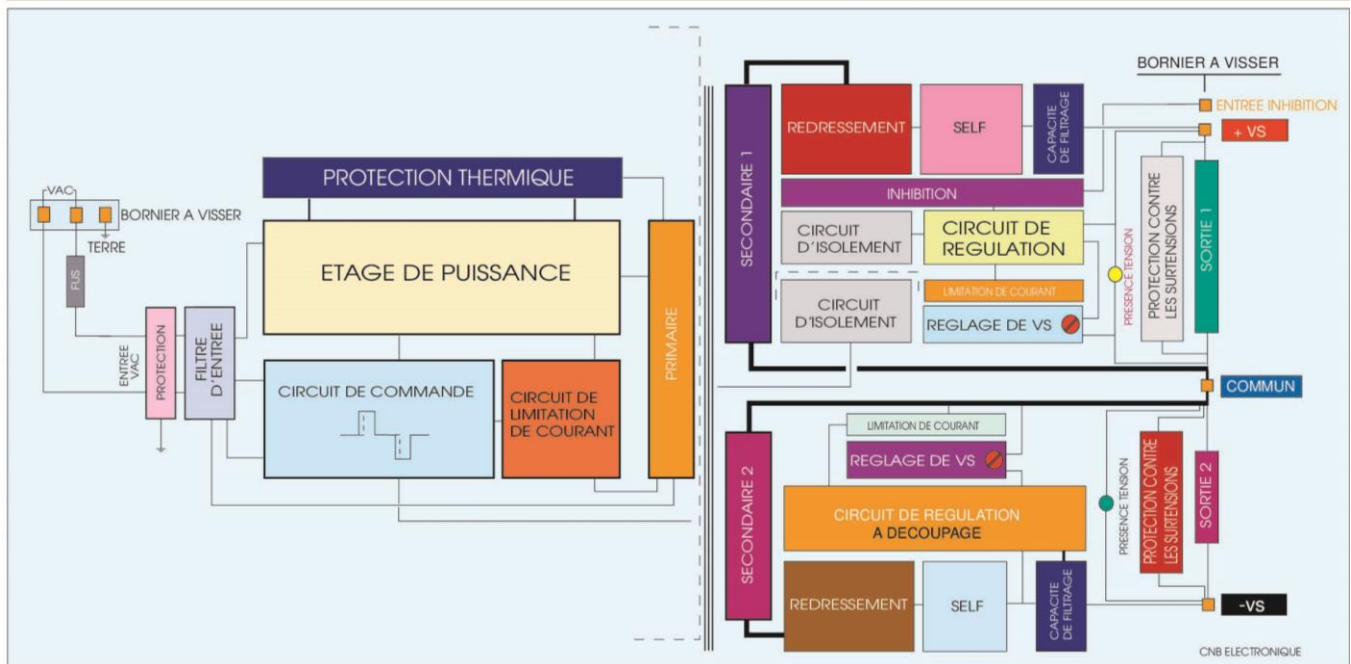 VAC
BORNIER A VISSER
TERRE
FUS
ENTREE
VAC
PROTECTION
FILTRE
D'ENTREE
PROTECTION THERMIQUE
ETAGE DE PUISSANCE
CIRCUIT DE COMMANDE
CIRCUIT DE
LIMITATION
DE COURANT
PRIMAIRE
SECONDAIRE 1
REDRESSEMENT
SELF
CAPACITE
DE FILTRAGE
INHIBITION
CIRCUIT
D'ISOLEMENT
CIRCUIT DE
REGULATION
LIMITATION DE COURANT
CIRCUIT
D'ISOLEMENT
REGLAGE DE VS
BORNIER A VISSER
ENTREE INHIBITION
+ VS
PRESENCE TENSION
PROTECTION CONTRE
LES SURTENSIONS
SORTIE 1
COMMUN
SECONDAIRE 2
LIMITATION DE COURANT
REGLAGE DE VS
CIRCUIT DE REGULATION
A DECOUPAGE
REDRESSEMENT
SELF
CAPACITE
DE FILTRAGE
PRESENCE TENSION
PROTECTION CONTRE
LES SURTENSIONS
SORTIE 2
-VS
CNB ELECTRONIQUE